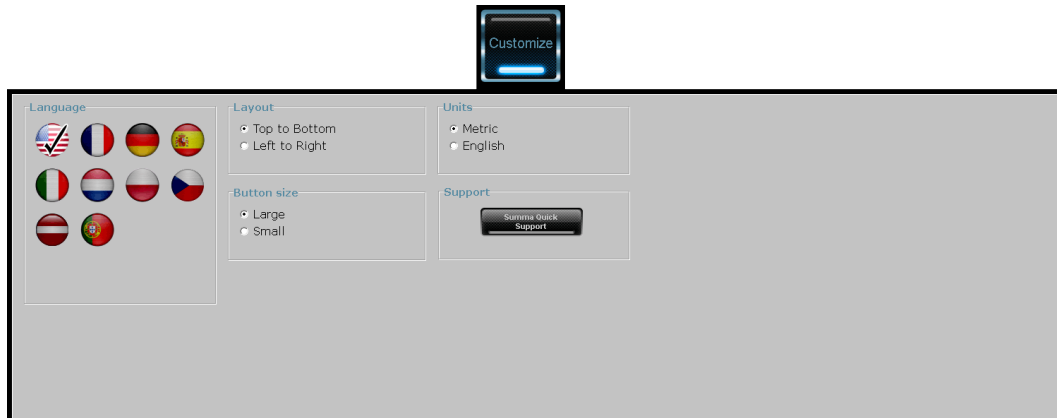 Customize
Language
Layout
Top to Bottom
Left to Right
Units
Metric
English
Button size
Large
Small
Support
Summa Quick
Support